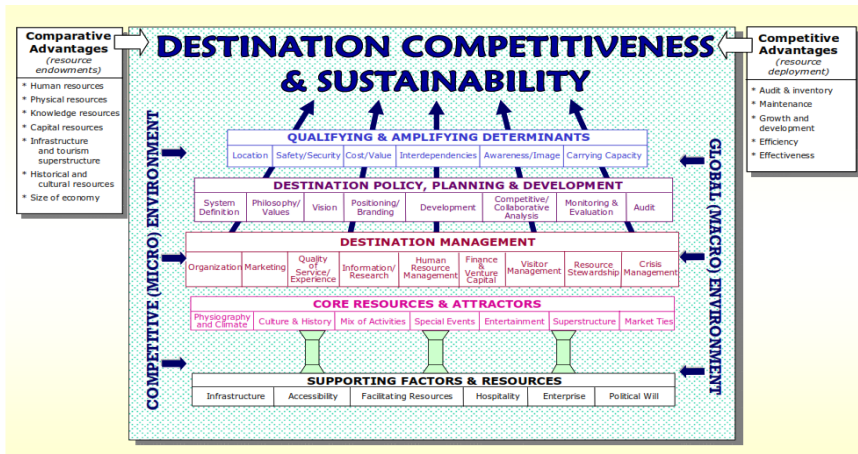 Comparative
Advantages
(resource
endowments)
* Human resources
* Physical resources
* Knowledge resources
* Capital resources
* Infrastructure
and tourism
superstructure
* Historical and
cultural resources
* Size of economy
DESTINATION COMPETITIVENESS
& SUSTAINABILITY
Competitive
Advantages
(resource
deployment)
* Audit & inventory
* Maintenance
* Growth and
development
* Efficiency
* Effectiveness
COMPETITIVE (MICRO) ENVIRONMENT
GLOBAL (MACRO) ENVIRONMENT
QUALIFYING & AMPLIFYING DETERMINANTS
Location
Safety/Security
Cost/Value
Interdependencies
Awareness/Image
Carrying Capacity
DESTINATION POLICY, PLANNING & DEVELOPMENT
System
Definition
Philosophy/
Values
Vision
Positioning/
Branding
Development
Competitive/
Collaborative
Analysis
Monitoring &
Evaluation
Audit
DESTINATION MANAGEMENT
Organization
Marketing
Quality
of
Service/
Experience
Information/
Research
Human
Resource
Management
Finance
&
Venture
Capital
Visitor
Management
Resource
Stewardship
Crisis
Management
CORE RESOURCES & ATTRACTORS
Physiography
and Climate
Culture & History
Mix of Activities
Special Events
Entertainment
Superstructure
Market Ties
SUPPORTING FACTORS & RESOURCES
Infrastructure
Accessibility
Facilitating Resources
Hospitality
Enterprise
Political Will